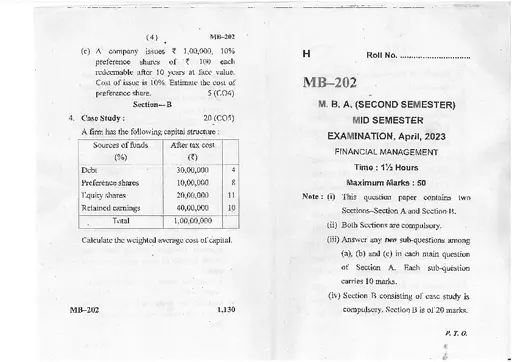 (4) MB-202
(c) A company issues ₹ 1,00,000, 10%
preference shares of ₹ 100 each
redeemable after 10 years at face value.
Cost of issue is 10%. Estimate the cost of
preference share. 5 (CO4)
Section—B
4. Case Study : 20 (CO5)
A firm has the following capital structure :
Sources of funds After tax cost
(%) (₹)
Debt 30,00,000 4
Preference shares 10,00,000 8
Equity shares 20,00,000 11
Retained earnings 40,00,000 10
Total 1,00,00,000
Calculate the weighted average cost of capital.
MB-202 1,130
H Roll No. ..............................
MB-202
M. B. A. (SECOND SEMESTER)
MID SEMESTER
EXAMINATION, April, 2023
FINANCIAL MANAGEMENT
Time : 1½ Hours
Maximum Marks : 50
Note : (i) This question paper contains two
Sections–Section A and Section B.
(ii) Both Sections are compulsory.
(iii) Answer any two sub-questions among
(a), (b) and (c) in each main question
of Section A. Each sub-question
carries 10 marks.
(iv) Section B consisting of case study is
compulsory. Section B is of 20 marks.
P. T. O.